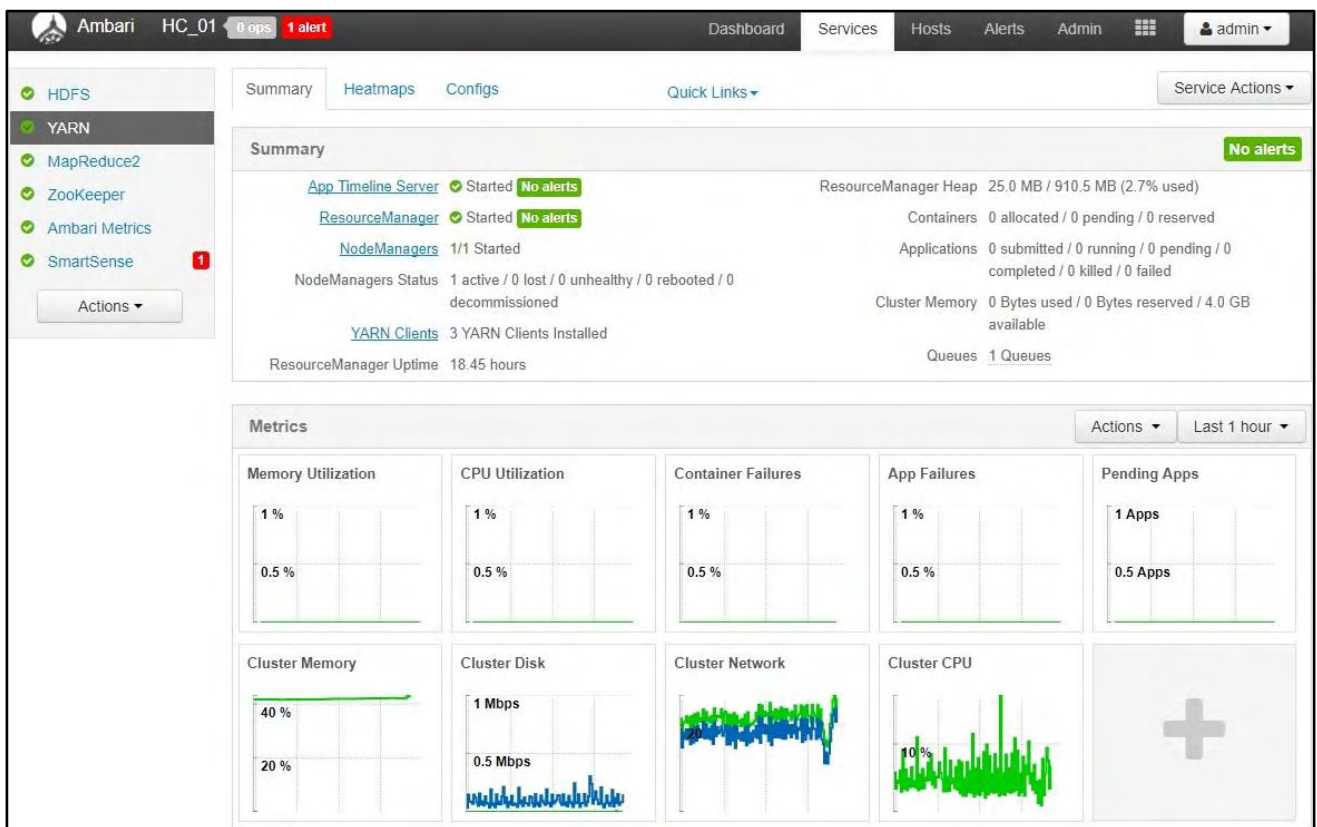 Ambari HC_01 0 ops 1 alert Dashboard Services Hosts Alerts Admin admin
HDFS
YARN
MapReduce2
ZooKeeper
Ambari Metrics
SmartSense 1
Actions
Summary Heatmaps Configs Quick Links Service Actions
Summary No alerts
App Timeline Server Started No alerts
ResourceManager Started No alerts
NodeManagers 1/1 Started
NodeManagers Status 1 active / 0 lost / 0 unhealthy / 0 rebooted / 0
decommissioned
YARN Clients 3 YARN Clients Installed
ResourceManager Uptime 18.45 hours
ResourceManager Heap 25.0 MB / 910.5 MB (2.7% used)
Containers 0 allocated / 0 pending / 0 reserved
Applications 0 submitted / 0 running / 0 pending / 0
completed / 0 killed / 0 failed
Cluster Memory 0 Bytes used / 0 Bytes reserved / 4.0 GB
available
Queues 1 Queues
Metrics Actions Last 1 hour
Memory Utilization
1 %
0.5 %
CPU Utilization
1 %
0.5 %
Container Failures
1 %
0.5 %
App Failures
1 %
0.5 %
Pending Apps
1 Apps
0.5 Apps
Cluster Memory
40 %
20 %
Cluster Disk
1 Mbps
0.5 Mbps
Cluster Network
20
Cluster CPU
10 %